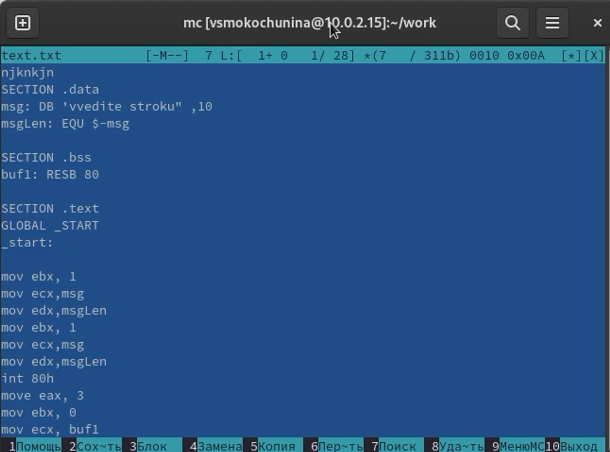 mc [vsmokochunina@10.0.2.15]:~/work
text.txt [-M--] 7 L:[ 1+ 0 1/ 28] *(7 / 311b) 0010 0x00A [*][X]
njknkjn
SECTION .data
msg: DB 'vvedite stroku" ,10
msgLen: EQU $-msg
SECTION .bss
buf1: RESB 80
SECTION .text
GLOBAL _START
_start:
mov ebx, 1
mov ecx,msg
mov edx,msgLen
mov ebx, 1
mov ecx,msg
mov edx,msgLen
int 80h
move eax, 3
mov ebx, 0
mov ecx, buf1
1Помощь 2Сох~ть 3Блок 4Замена 5Копия 6Пер~ть 7Поиск 8Уда~ть 9МенюMC 10Выход